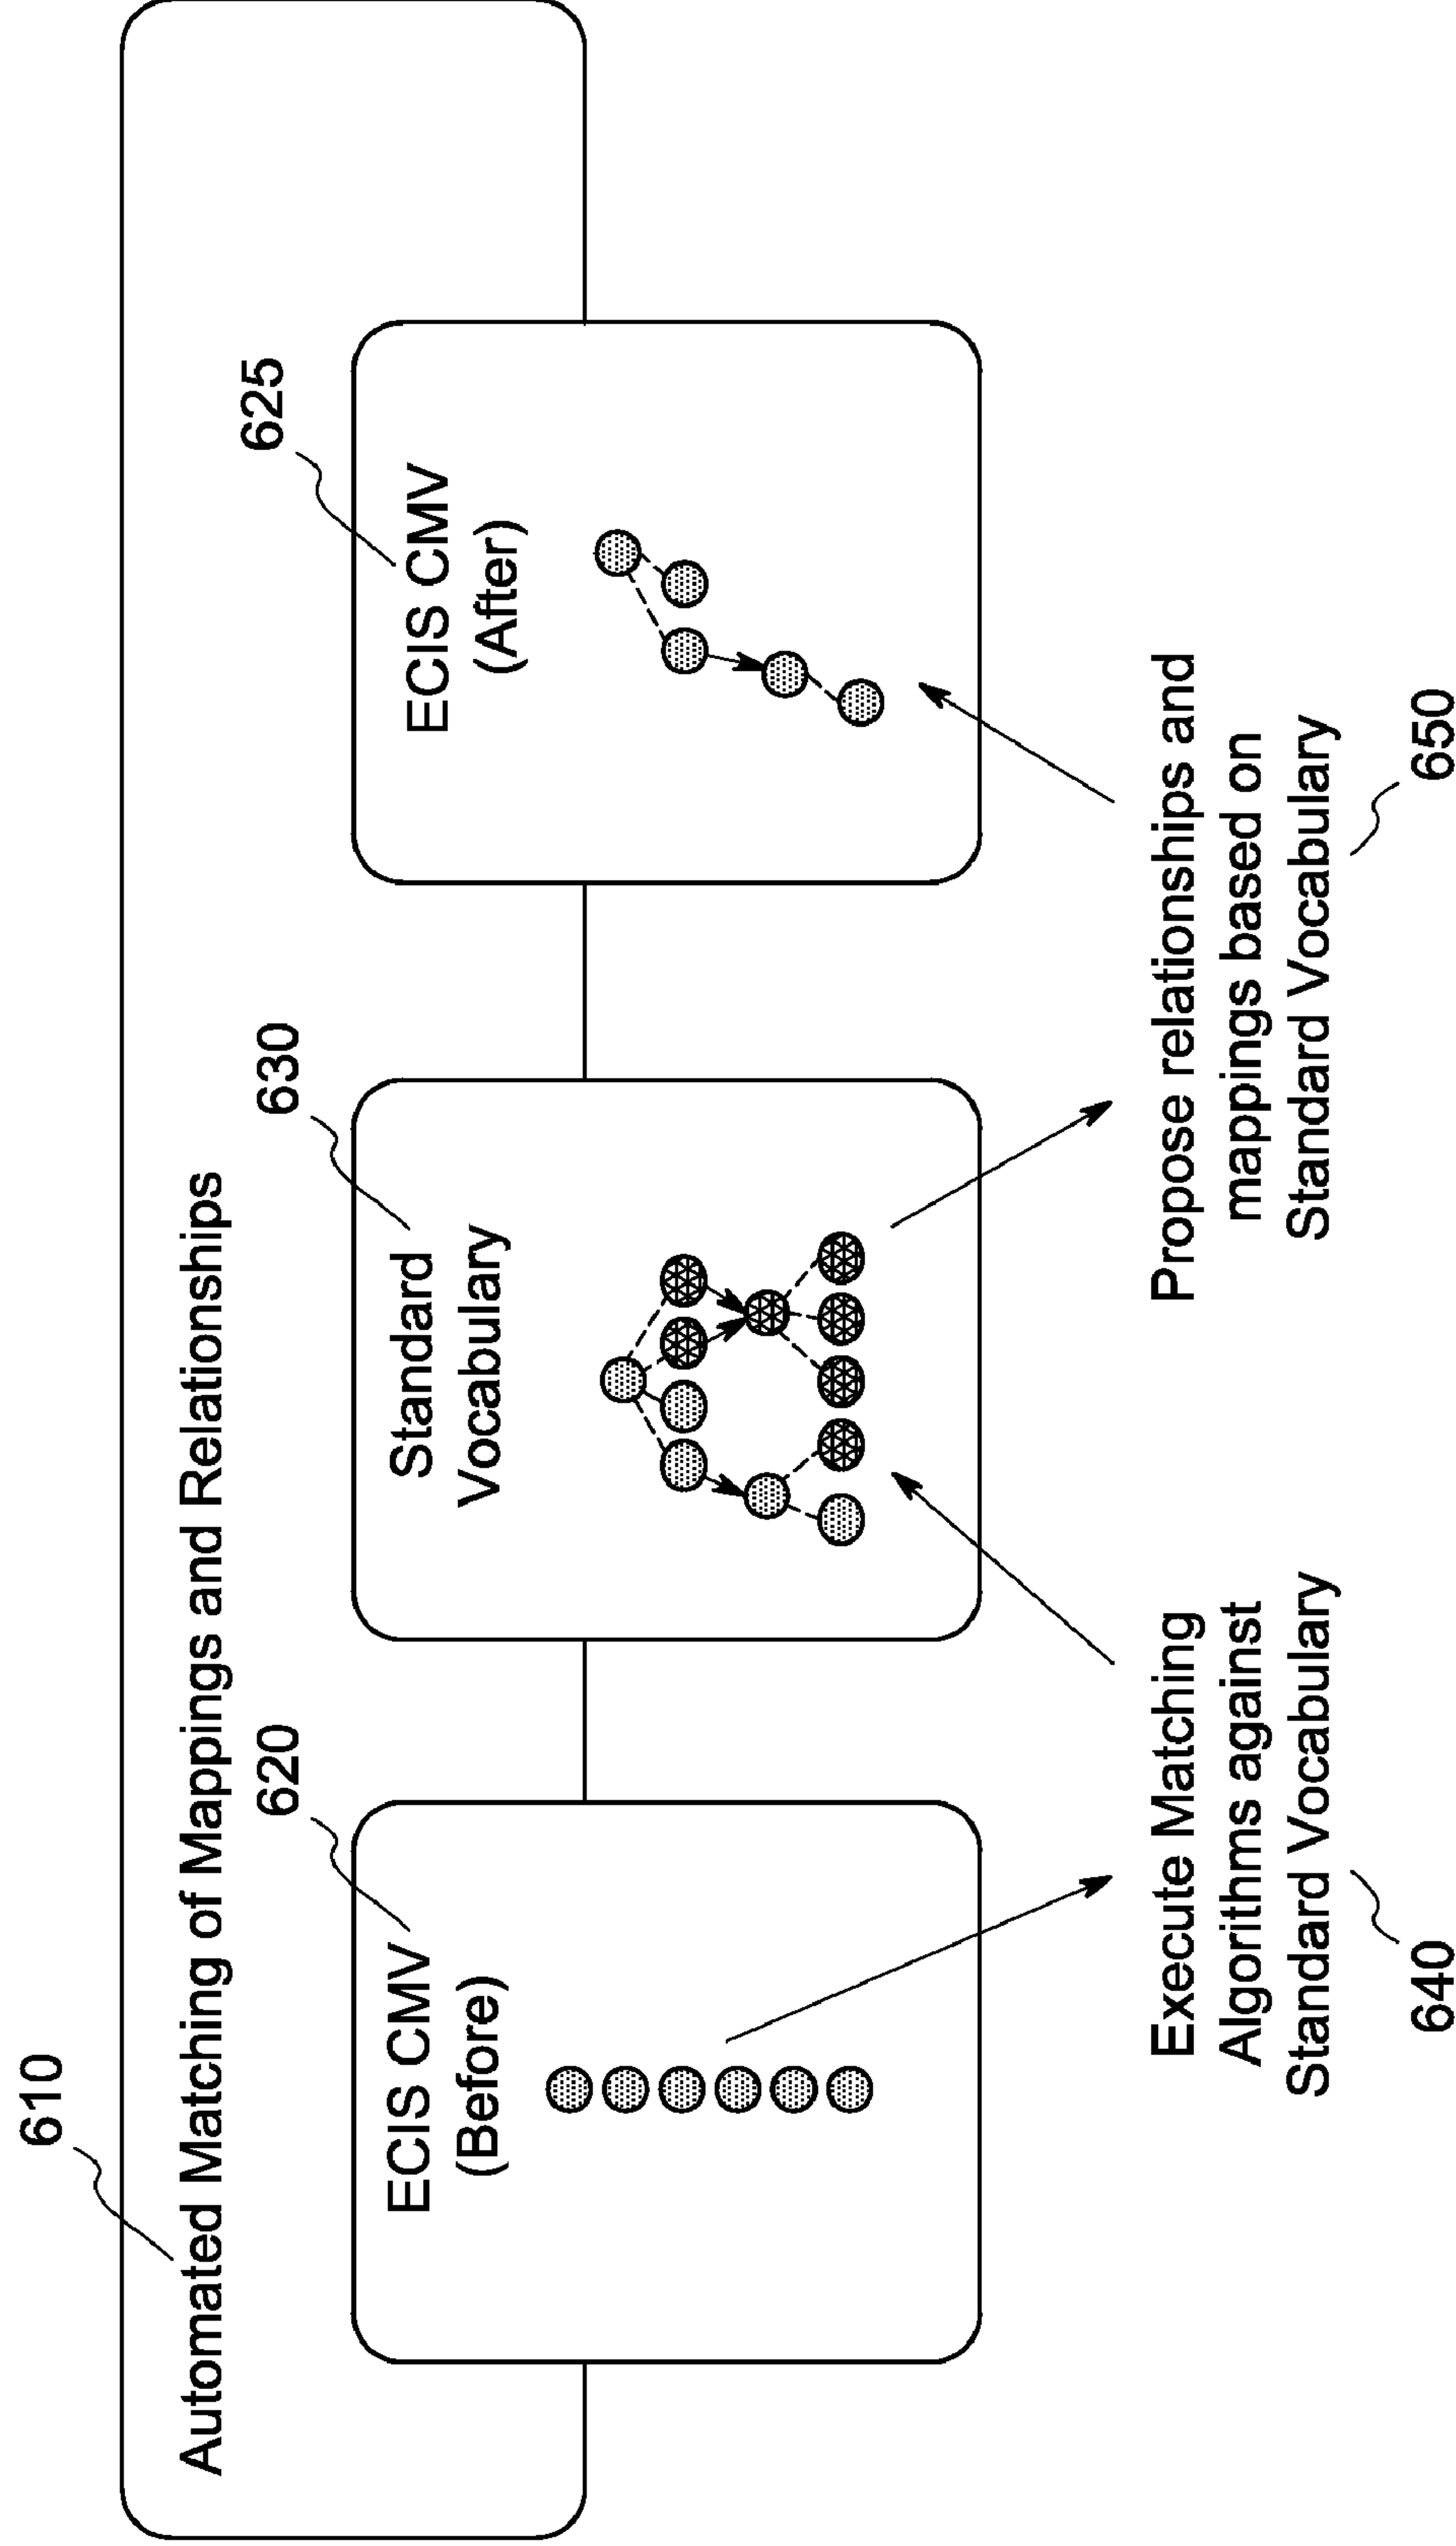 610
Automated Matching of Mappings and Relationships
620
ECIS CMV
(Before)
630
Standard
Vocabulary
625
ECIS CMV
(After)
Execute Matching
Algorithms against
Standard Vocabulary
640
Propose relationships and
mappings based on
Standard Vocabulary
650